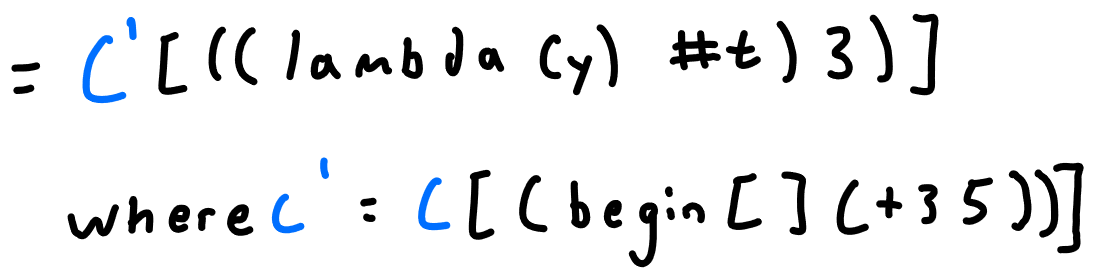 = C'[((lambda (y) #t) 3)]
where C' = C[(begin [] (+ 3 5))]